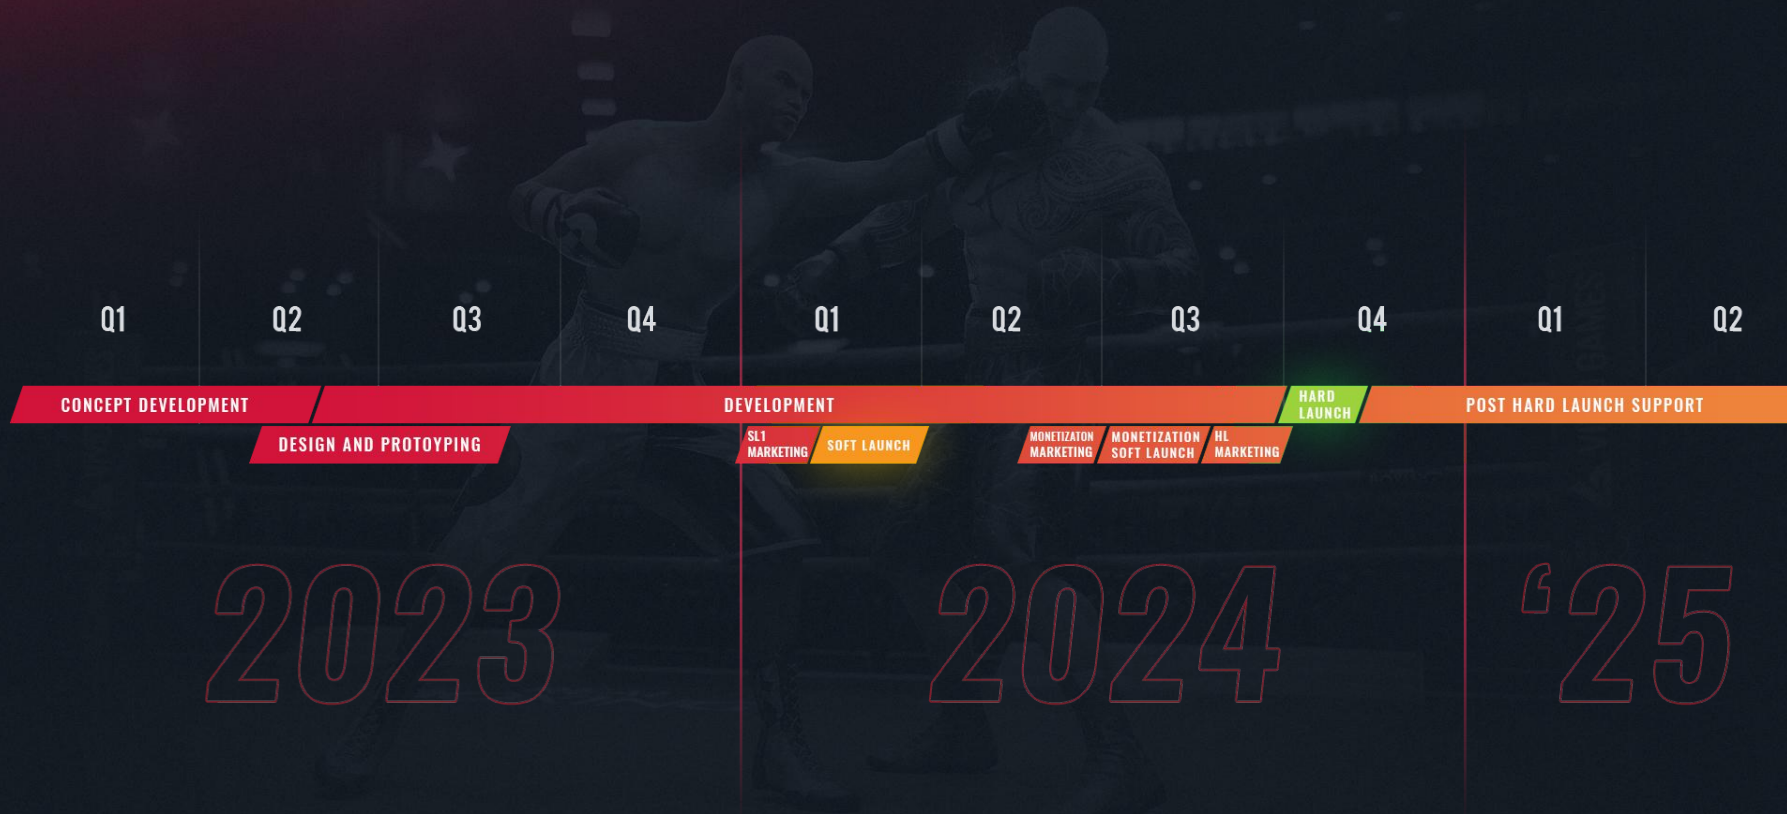 Q1 Q2 Q3 Q4 Q1 Q2 Q3 Q4 Q1 Q2
CONCEPT DEVELOPMENT
DEVELOPMENT
HARD
LAUNCH
POST HARD LAUNCH SUPPORT
DESIGN AND PROTOYPING
SL1
MARKETING
SOFT LAUNCH
MONETIZATON
MARKETING
MONETIZATION
SOFT LAUNCH
HL
MARKETING
2023
2024
‘25